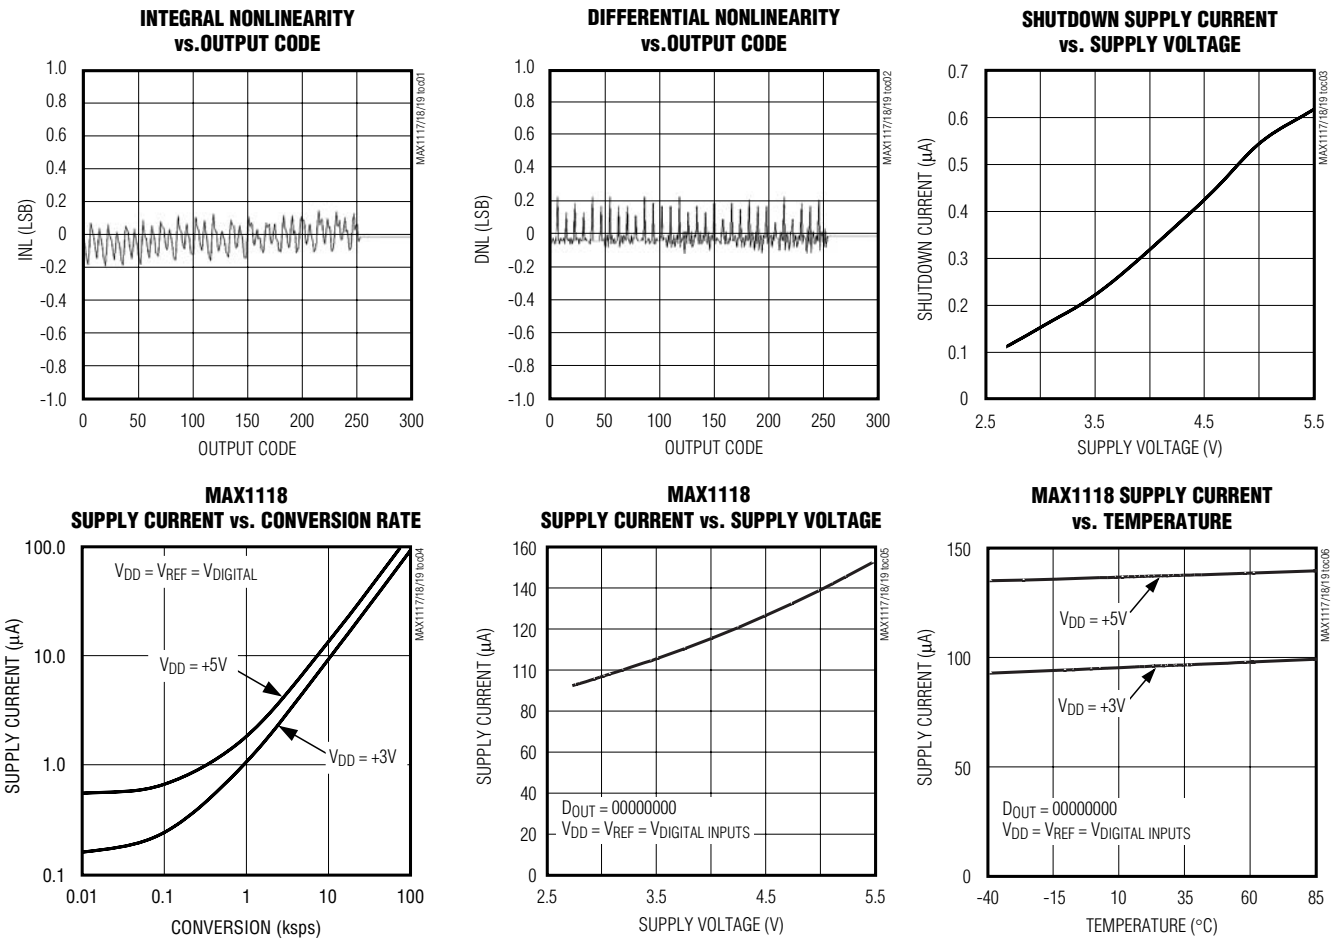 INTEGRAL NONLINEARITY
vs.OUTPUT CODE
1.0
0.8
0.6
0.4
0.2
0
-0.2
-0.4
-0.6
-0.8
-1.0
INL (LSB)
0 50 100 150 200 250 300
OUTPUT CODE
MAX1117/18/19 toc01
DIFFERENTIAL NONLINEARITY
vs.OUTPUT CODE
1.0
0.8
0.6
0.4
0.2
0
-0.2
-0.4
-0.6
-0.8
-1.0
DNL (LSB)
0 50 100 150 200 250 300
OUTPUT CODE
MAX1117/18/19 toc02
SHUTDOWN SUPPLY CURRENT
vs. SUPPLY VOLTAGE
0.7
0.6
0.5
0.4
0.3
0.2
0.1
0
SHUTDOWN CURRENT (µA)
2.5 3.5 4.5 5.5
SUPPLY VOLTAGE (V)
MAX1117/18/19 toc03
MAX1118
SUPPLY CURRENT vs. CONVERSION RATE
100.0
10.0
1.0
0.1
SUPPLY CURRENT (µA)
VDD = VREF = VDIGITAL
VDD = +5V
VDD = +3V
0.01 0.1 1 10 100
CONVERSION (ksps)
MAX1117/18/19 toc04
MAX1118
SUPPLY CURRENT vs. SUPPLY VOLTAGE
160
140
120
110
80
60
40
20
0
SUPPLY CURRENT (µA)
DOUT = 00000000
VDD = VREF = VDIGITAL INPUTS
2.5 3.5 4.5 5.5
SUPPLY VOLTAGE (V)
MAX1117/18/19 toc05
MAX1118 SUPPLY CURRENT
vs. TEMPERATURE
150
100
50
0
SUPPLY CURRENT (µA)
VDD = +5V
VDD = +3V
DOUT = 00000000
VDD = VREF = VDIGITAL INPUTS
-40 -15 10 35 60 85
TEMPERATURE (°C)
MAX1117/18/19 toc06